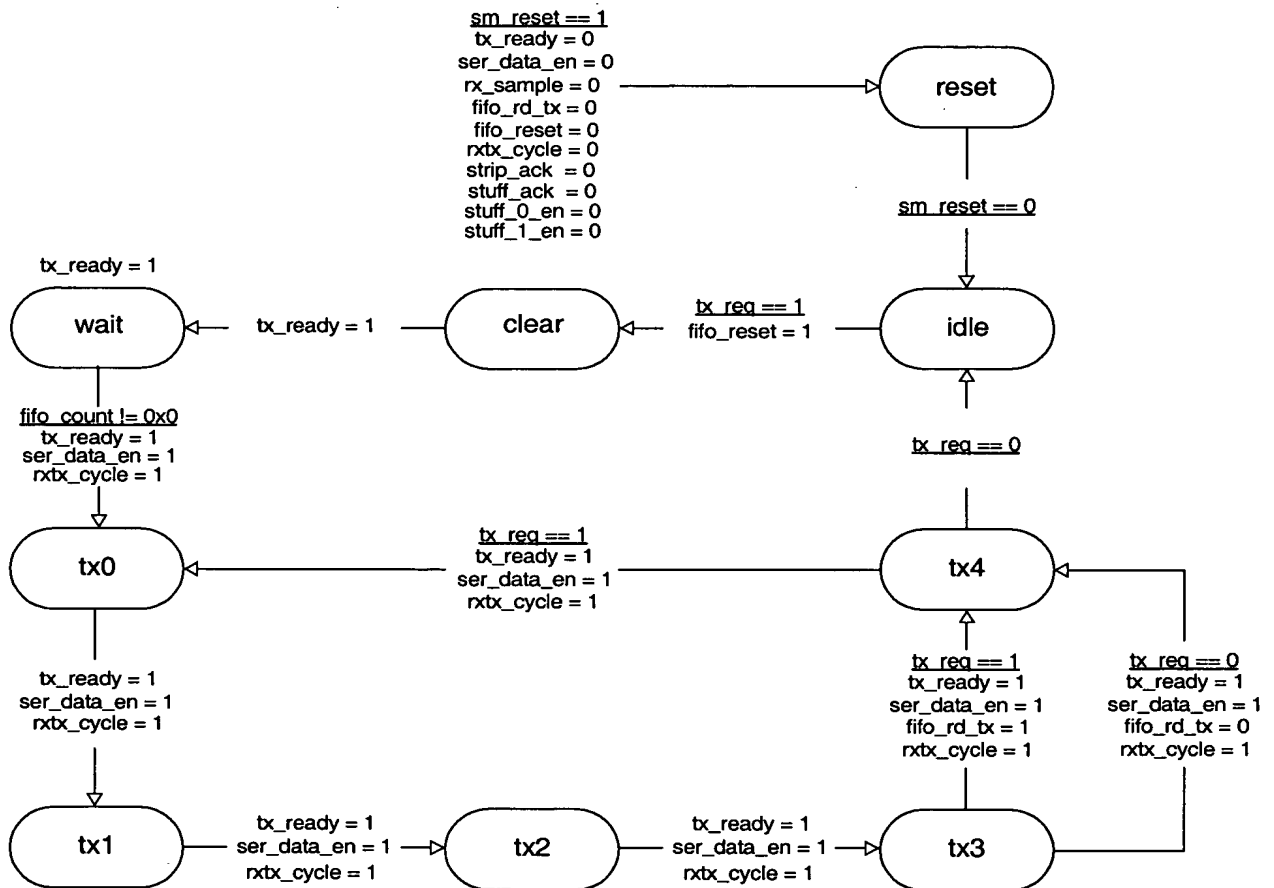 sm_reset == 1
tx_ready = 0
ser_data_en = 0
rx_sample = 0
fifo_rd_tx = 0
fifo_reset = 0
rxtx_cycle = 0
strip_ack = 0
stuff_ack = 0
stuff_0_en = 0
stuff_1_en = 0
reset
sm_reset == 0
tx_ready = 1
wait
tx_ready = 1
clear
tx_req == 1
fifo_reset = 1
idle
fifo_count != 0x0
tx_ready = 1
ser_data_en = 1
rxtx_cycle = 1
tx_req == 0
tx0
tx_req == 1
tx_ready = 1
ser_data_en = 1
rxtx_cycle = 1
tx4
tx_ready = 1
ser_data_en = 1
rxtx_cycle = 1
tx_req == 1
tx_ready = 1
ser_data_en = 1
fifo_rd_tx = 1
rxtx_cycle = 1
tx_req == 0
tx_ready = 1
ser_data_en = 1
fifo_rd_tx = 0
rxtx_cycle = 1
tx1
tx_ready = 1
ser_data_en = 1
rxtx_cycle = 1
tx2
tx_ready = 1
ser_data_en = 1
rxtx_cycle = 1
tx3